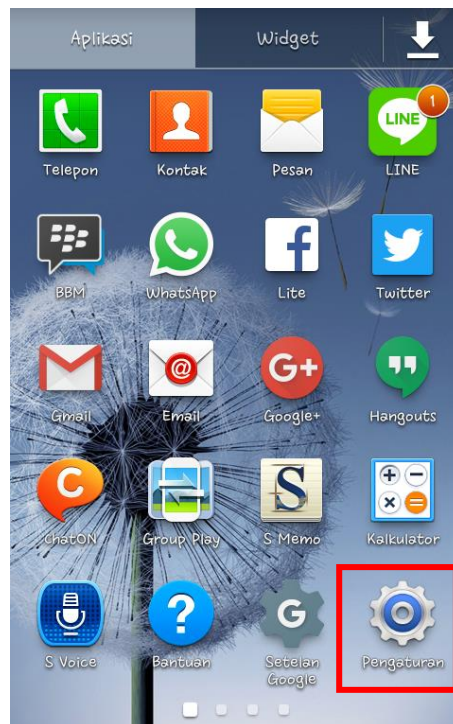 Aplikasi Widget
1
LINE
Telepon Kontak Pesan LINE
BBM WhatsApp Lite Twitter
G+
Gmail Email Google+ Hangouts
C S
ChatON Group Play S Memo Kalkulator
? G
S Voice Bantuan Setelan Google Pengaturan